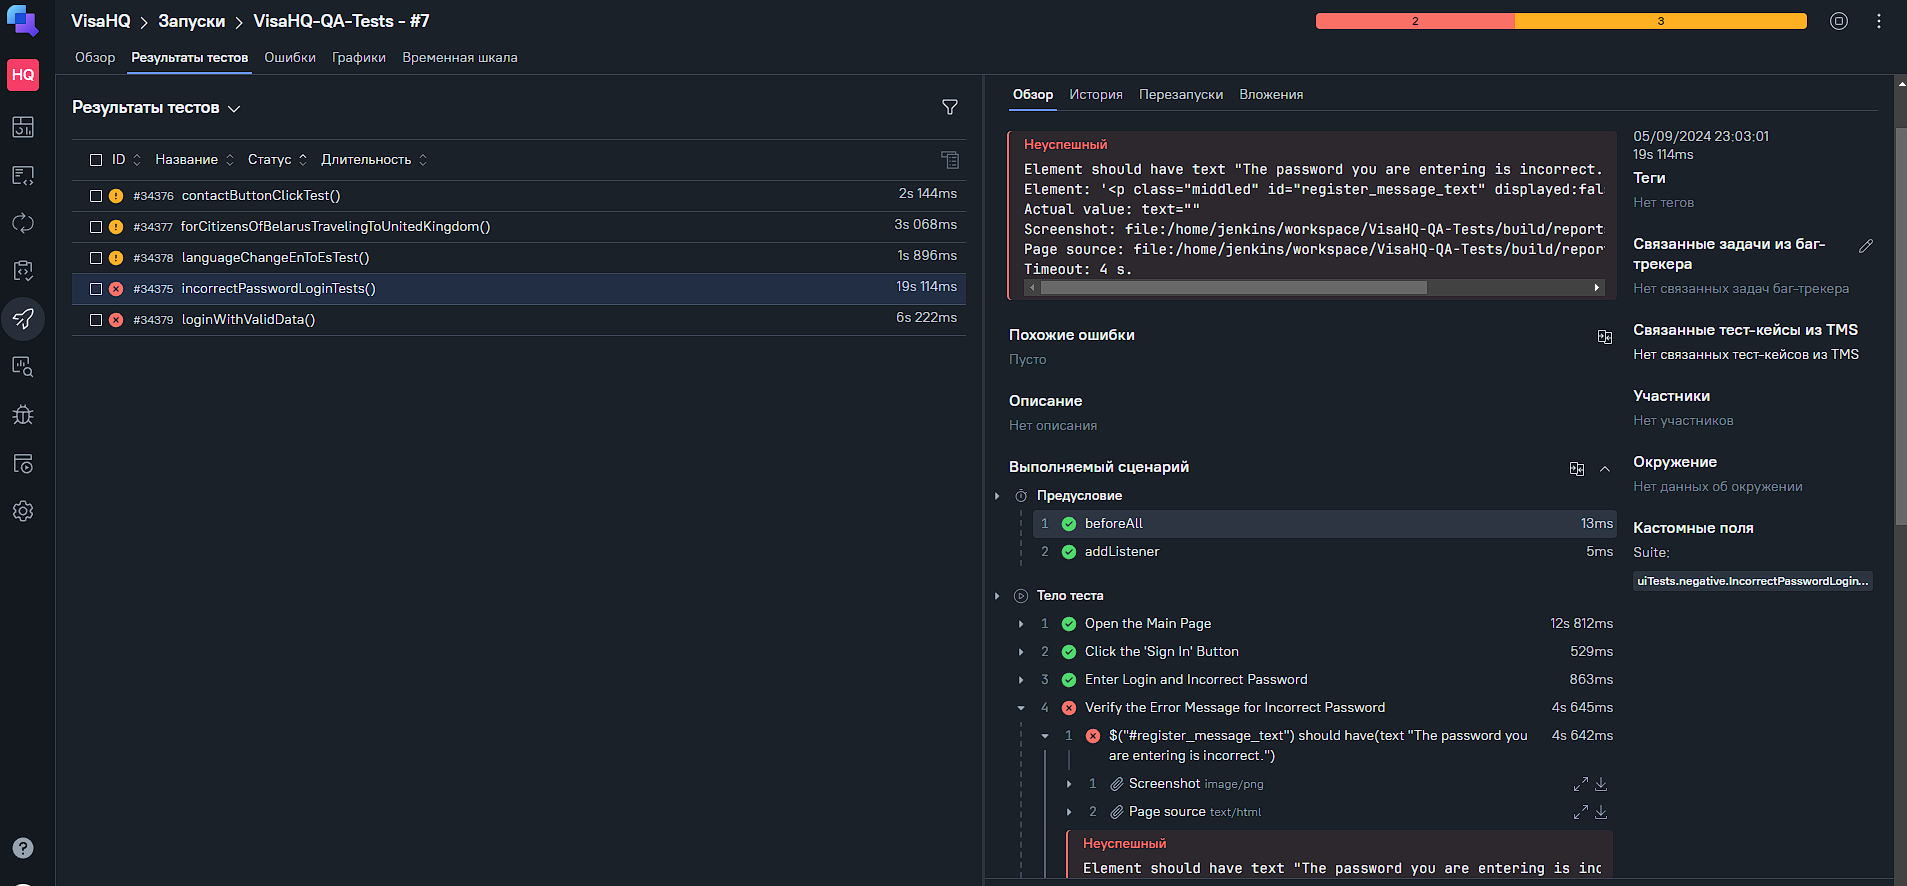 VisaHQ > Запуски > VisaHQ-QA-Tests - #7
2
3
Обзор
Результаты тестов
Ошибки
Графики
Временная шкала
HQ
Результаты тестов
ID
Название
Статус
Длительность
#34376 contactButtonClickTest() 2s 144ms
#34377 forCitizensOfBelarusTravelingToUnitedKingdom() 3s 068ms
#34378 languageChangeEnToEsTest() 1s 896ms
#34375 incorrectPasswordLoginTests() 19s 114ms
#34379 loginWithValidData() 6s 222ms
Обзор
История
Перезапуски
Вложения
Неуспешный
Element should have text "The password you are entering is incorrect.
Element: '<p class="middled" id="register_message_text" displayed:fal
Actual value: text=""
Screenshot: file:/home/jenkins/workspace/VisaHQ-QA-Tests/build/report
Page source: file:/home/jenkins/workspace/VisaHQ-QA-Tests/build/repor
Timeout: 4 s.
Похожие ошибки
Пусто
Описание
Нет описания
Выполняемый сценарий
Предусловие
1 beforeAll 13ms
2 addListener 5ms
Тело теста
1 Open the Main Page 12s 812ms
2 Click the 'Sign In' Button 529ms
3 Enter Login and Incorrect Password 863ms
4 Verify the Error Message for Incorrect Password 4s 645ms
1 $("#register_message_text") should have(text "The password you 4s 642ms
are entering is incorrect.")
1 Screenshot image/png
2 Page source text/html
Неуспешный
Element should have text "The password you are entering is inc
05/09/2024 23:03:01
19s 114ms
Теги
Нет тегов
Связанные задачи из баг-
трекера
Нет связанных задач баг-трекера
Связанные тест-кейсы из TMS
Нет связанных тест-кейсов из TMS
Участники
Нет участников
Окружение
Нет данных об окружении
Кастомные поля
Suite:
uiTests.negative.IncorrectPasswordLogin...